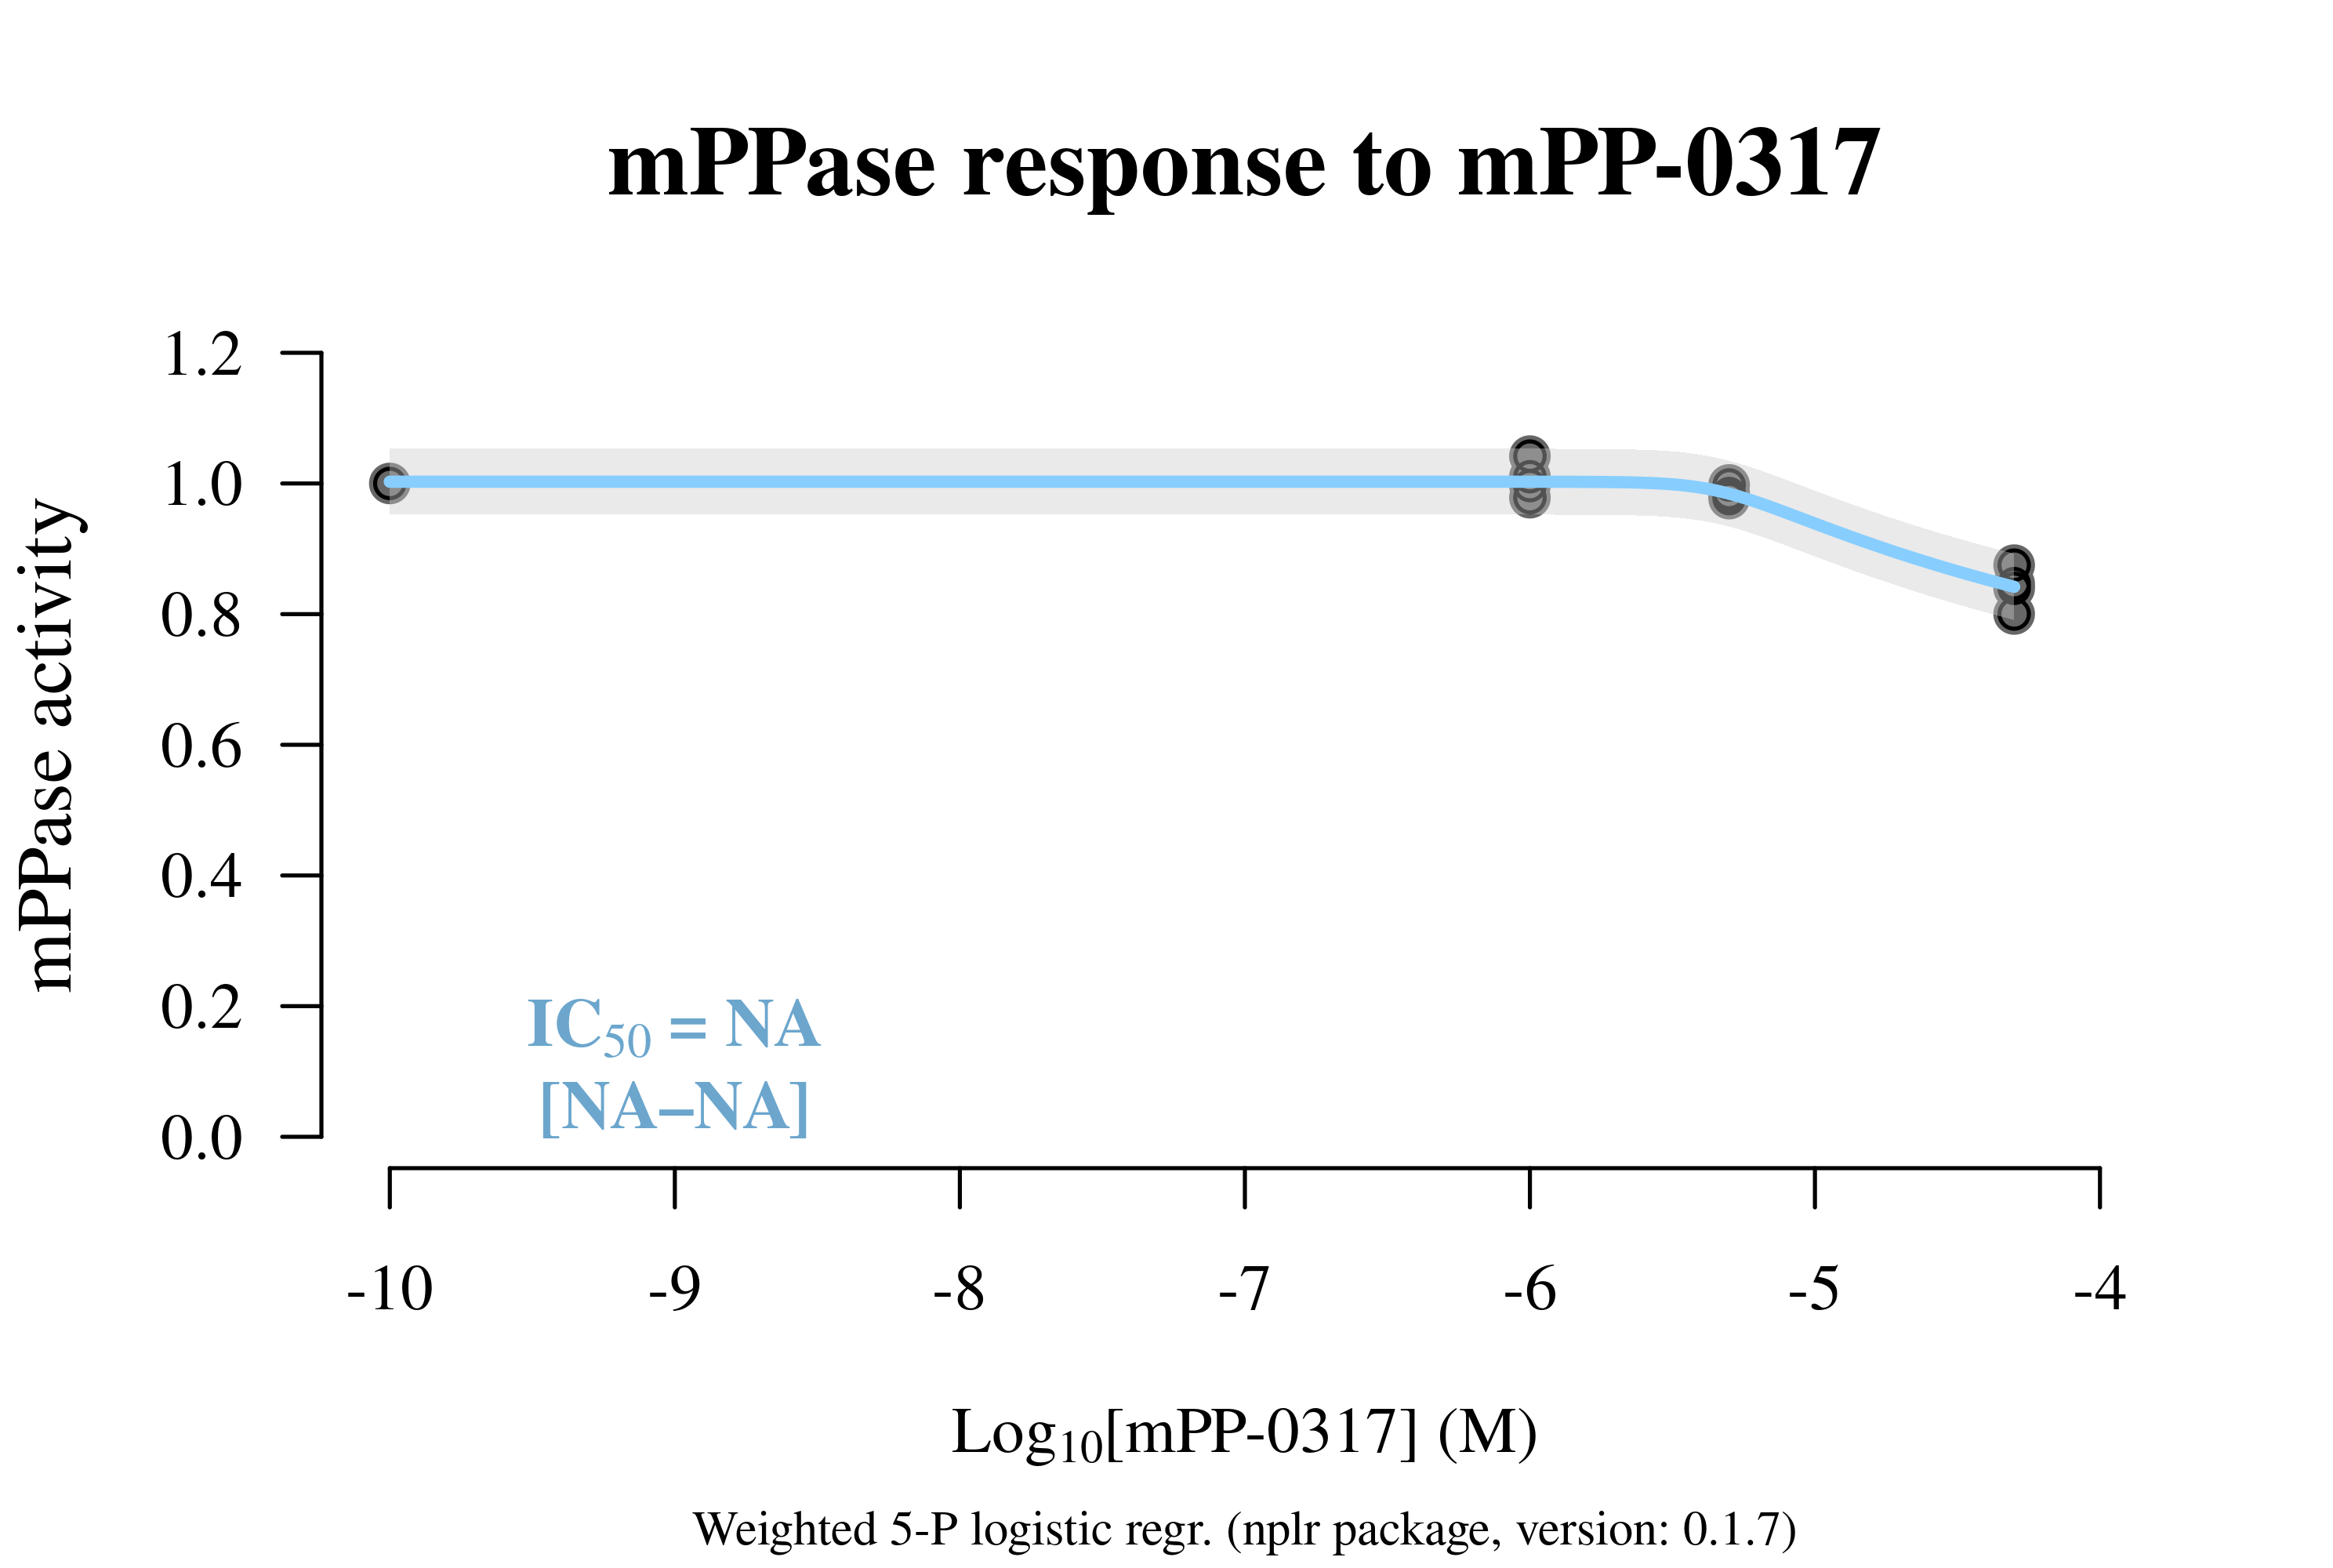 mPPase response to mPP-0317
mPPase activity
1.2
1.0
0.8
0.6
0.4
0.2
0.0
IC50 = NA
[NA–NA]
-10 -9 -8 -7 -6 -5 -4
Log10[mPP-0317] (M)
Weighted 5-P logistic regr. (nplr package, version: 0.1.7)